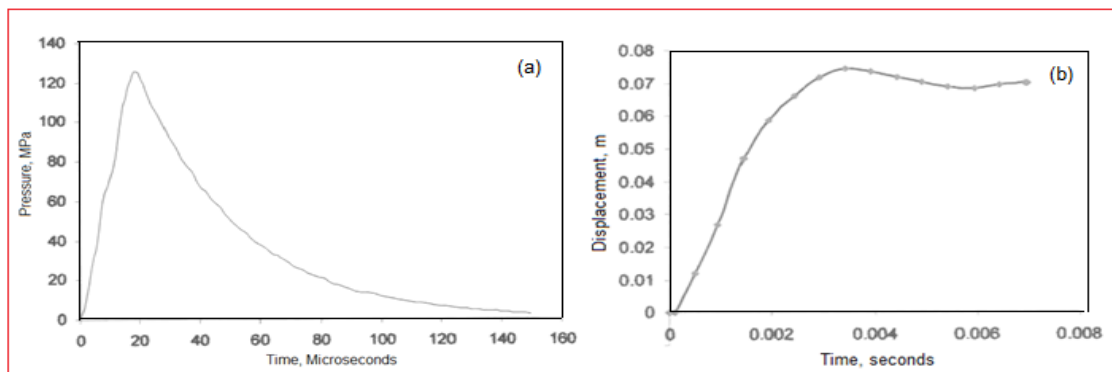 140
120
100
80
60
40
20
0
Pressure, MPa
0 20 40 60 80 100 120 140 160
Time, Microseconds
(a)
0.08
0.07
0.06
0.05
0.04
0.03
0.02
0.01
0
Displacement, m
0 0.002 0.004 0.006 0.008
Time, seconds
(b)